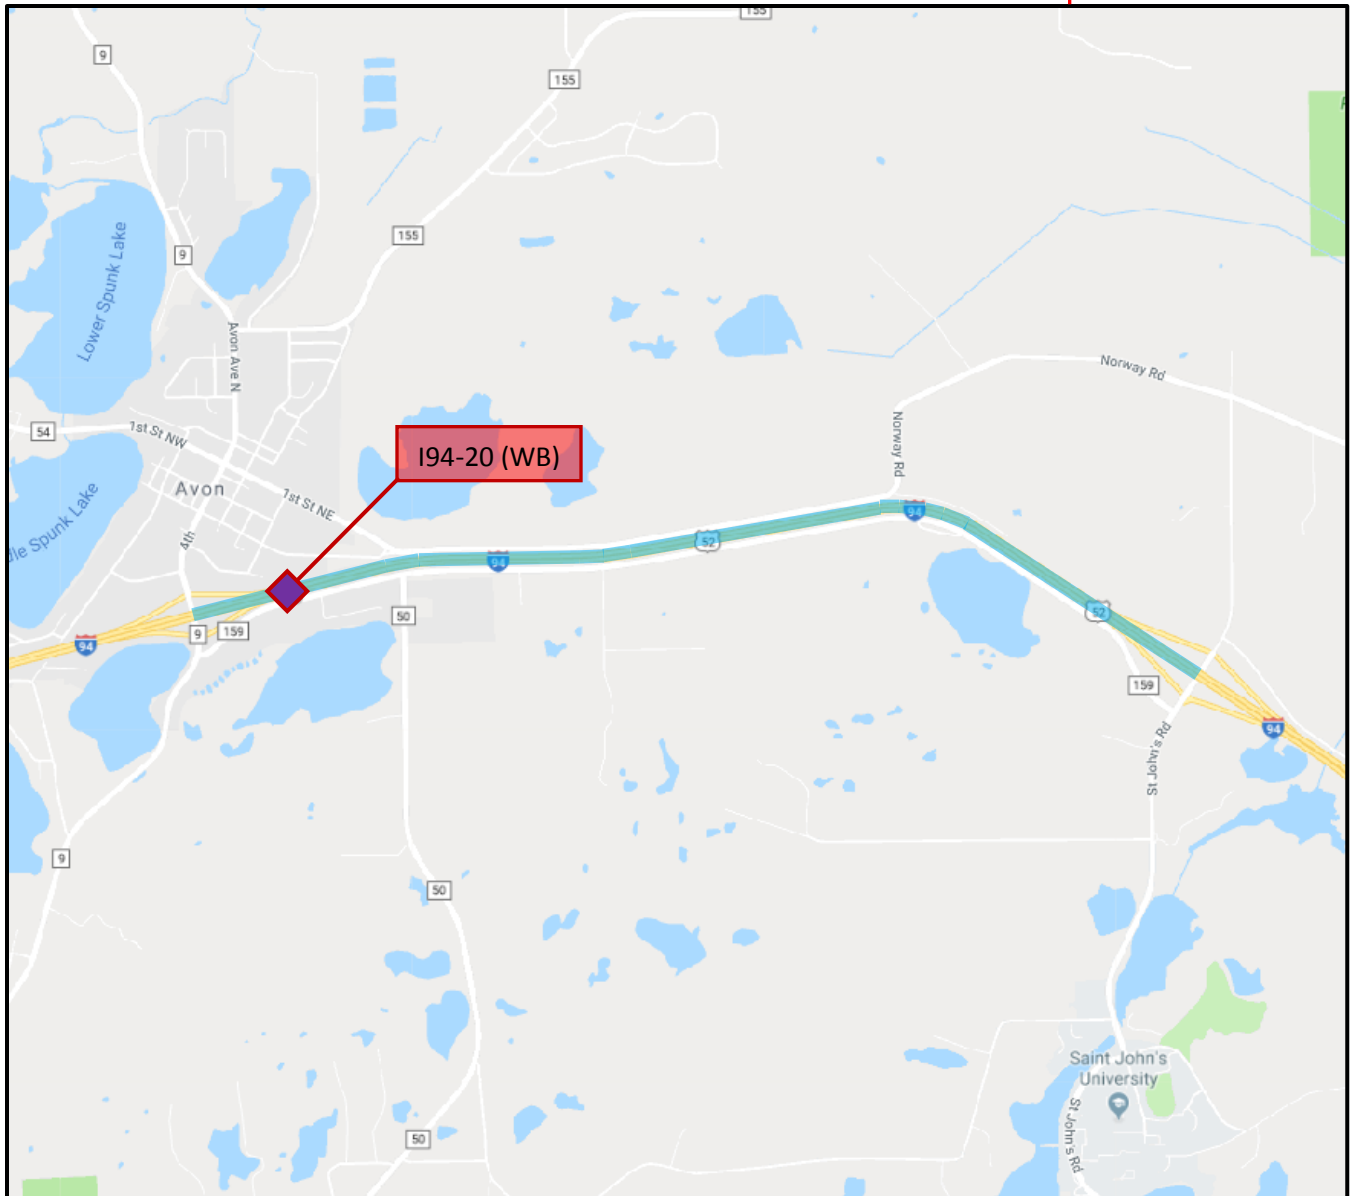 155
9
155
155
9
Lower Spunk Lake
Avon Ave N
Norway Rd
Norway Rd
54
1st St NW
I94-20 (WB)
Avon
1st St NE
dle Spunk Lake
4th
94
52
94
50
52
9
159
94
159
94
St John's Rd
9
50
Saint John's
University
St John's Rd
50